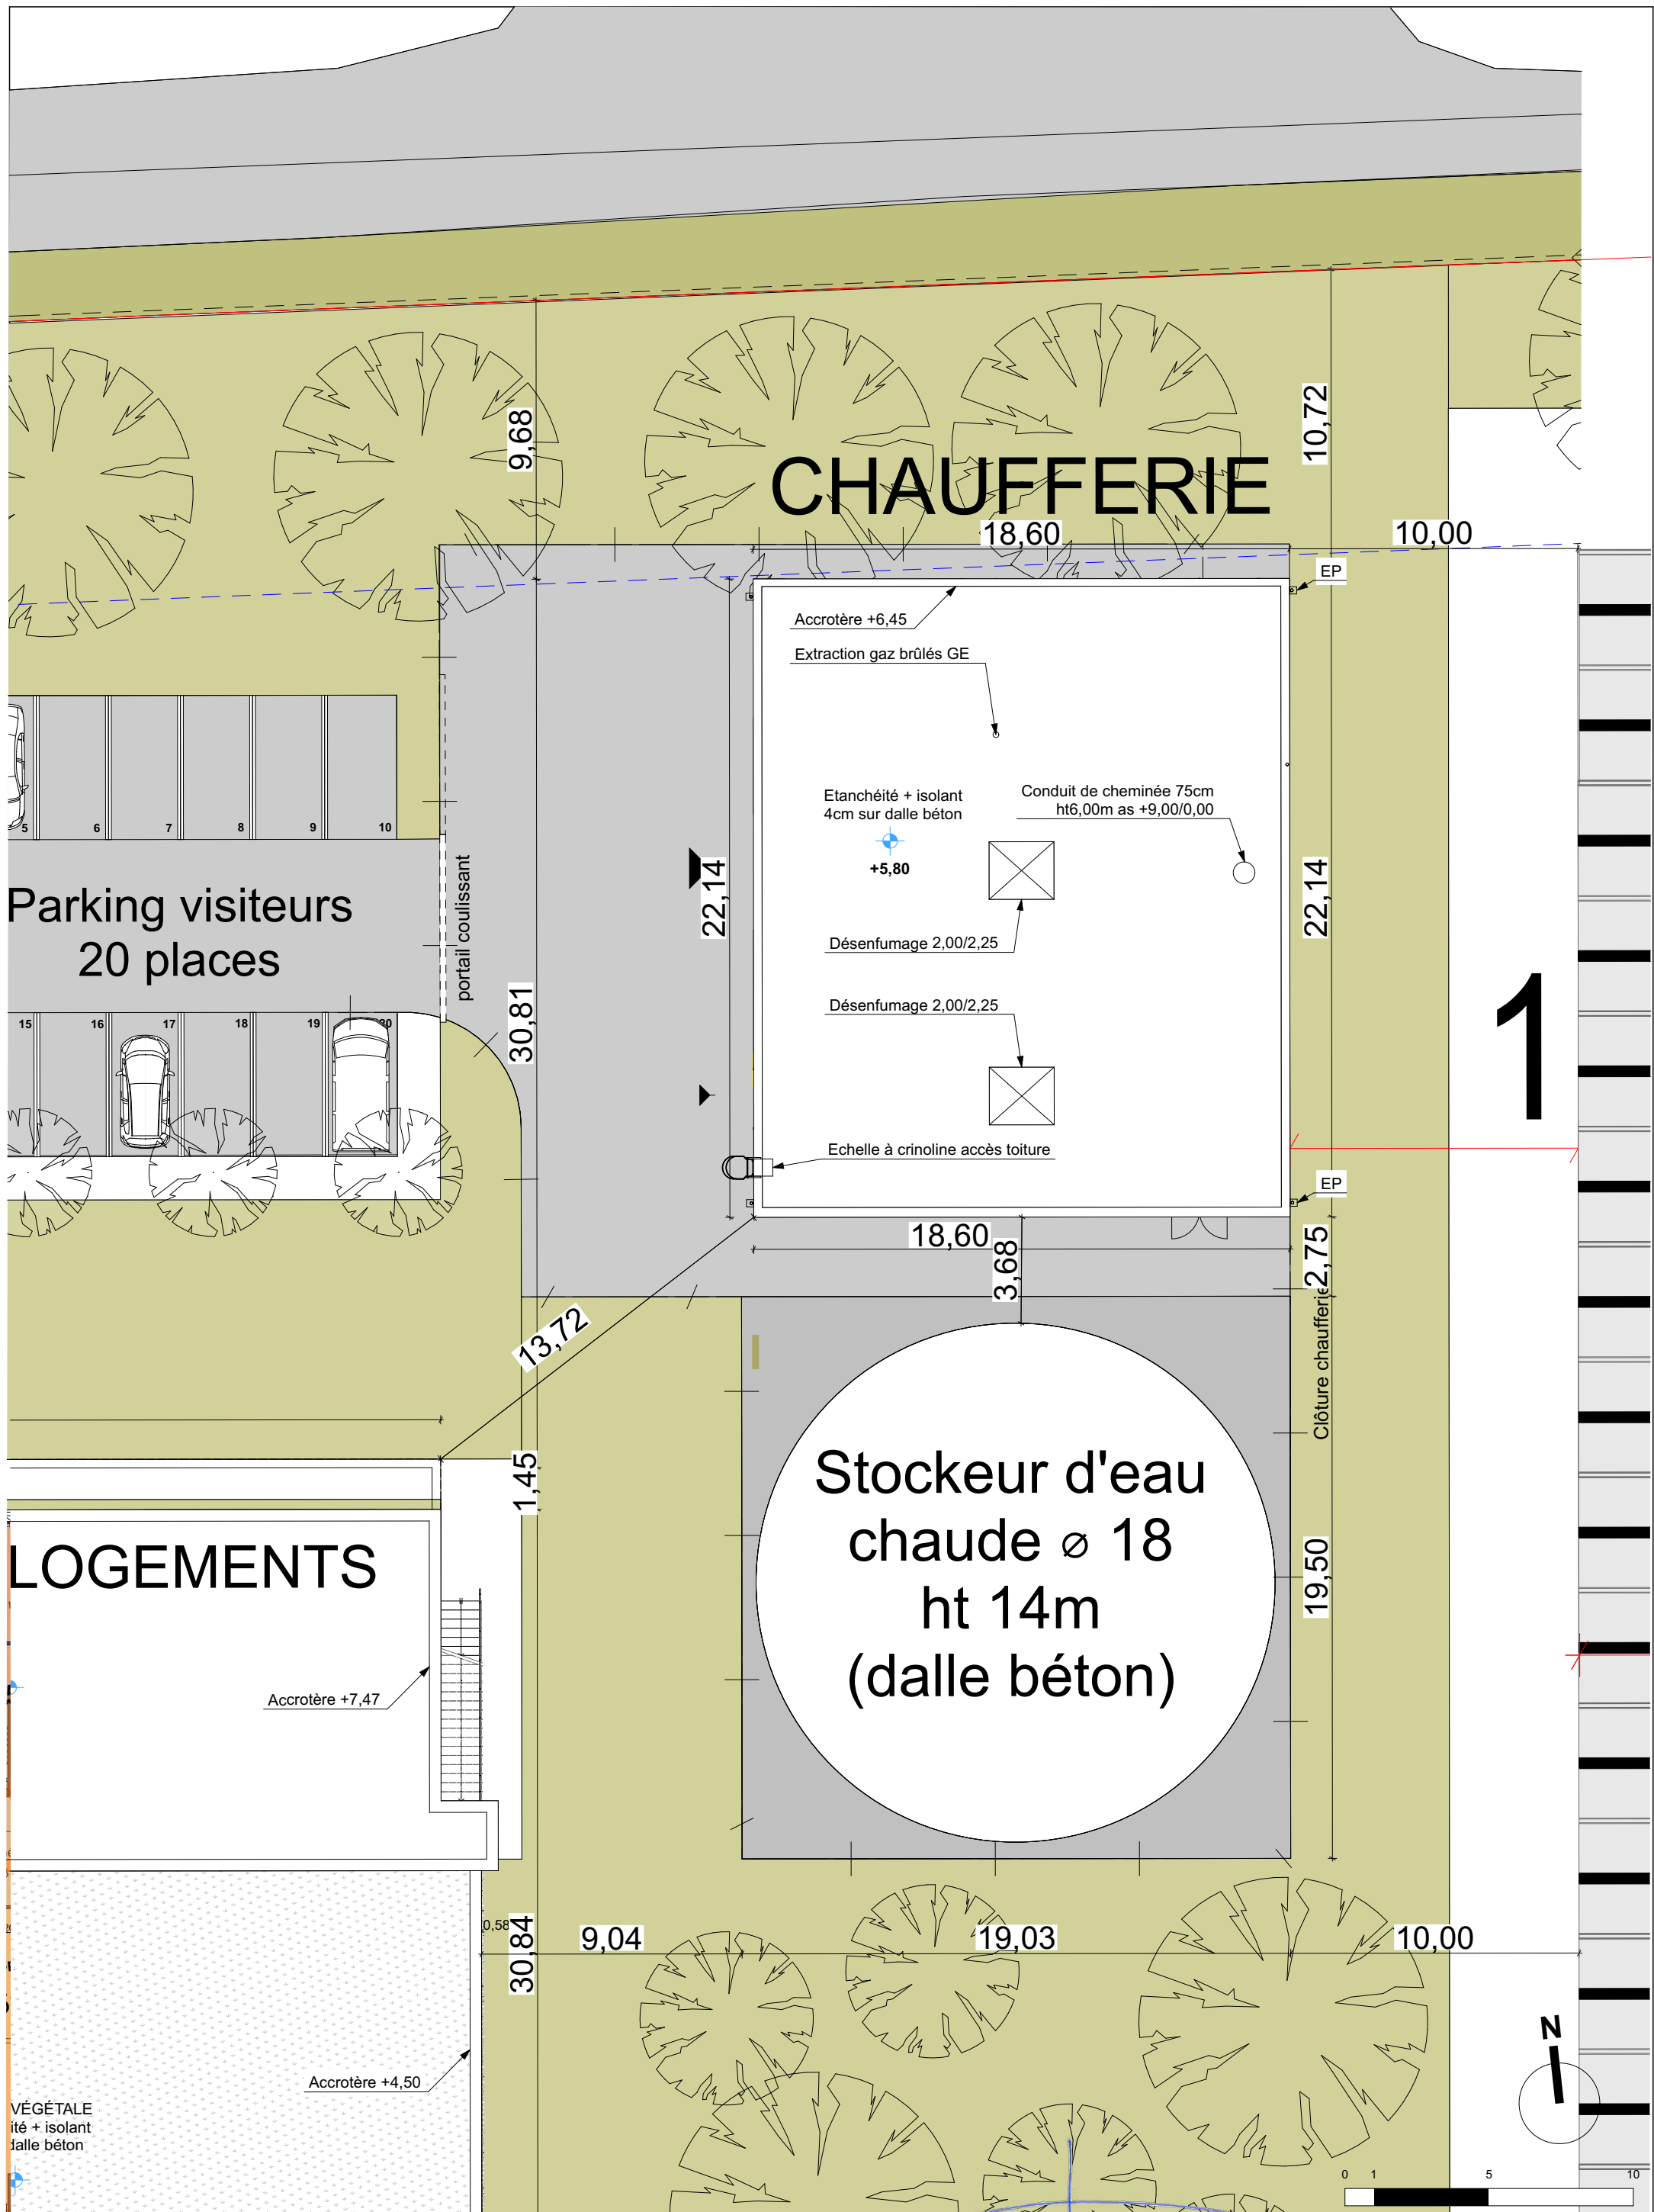 9,68
10,72
CHAUFFERIE
18,60
10,00
EP
Accrotère +6,45
Extraction gaz brûlés GE
Etanchéité + isolant
4cm sur dalle béton
+5,80
Conduit de cheminée 75cm
ht6,00m as +9,00/0,00
5
6
7
8
9
10
Parking visiteurs
20 places
portail coulissant
22,14
22,14
Désenfumage 2,00/2,25
Désenfumage 2,00/2,25
30,81
15
16
17
18
19
20
1
Echelle à crinoline accès toiture
EP
18,60
3,68
2,75
Clôture chaufferie
13,72
1,45
LOGEMENTS
Stockeur d'eau
chaude ⌀ 18
ht 14m
(dalle béton)
19,50
Accrotère +7,47
0,58
30,84
9,04
19,03
10,00
N
Accrotère +4,50
VÉGÉTALE
ité + isolant
dalle béton
0 1 5 10